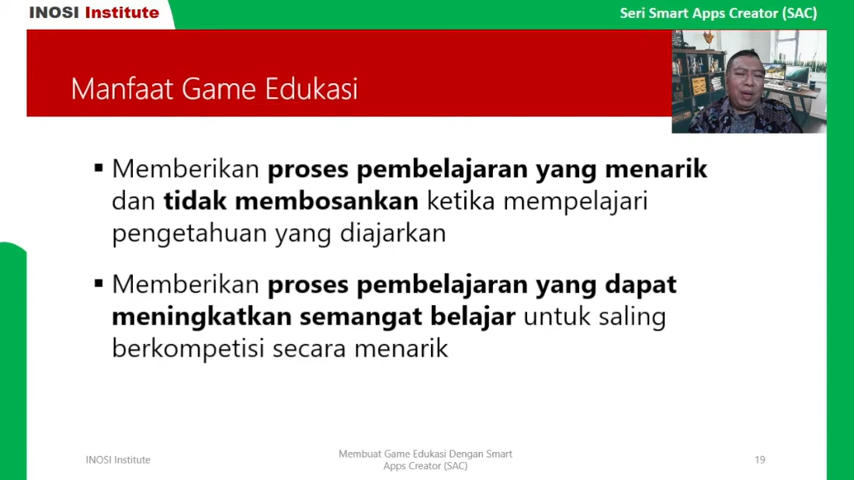 INOSI Institute
Seri Smart Apps Creator (SAC)
Manfaat Game Edukasi
▪ Memberikan proses pembelajaran yang menarik
dan tidak membosankan ketika mempelajari
pengetahuan yang diajarkan
▪ Memberikan proses pembelajaran yang dapat
meningkatkan semangat belajar untuk saling
berkompetisi secara menarik
INOSI Institute
Membuat Game Edukasi Dengan Smart
Apps Creator (SAC)
19